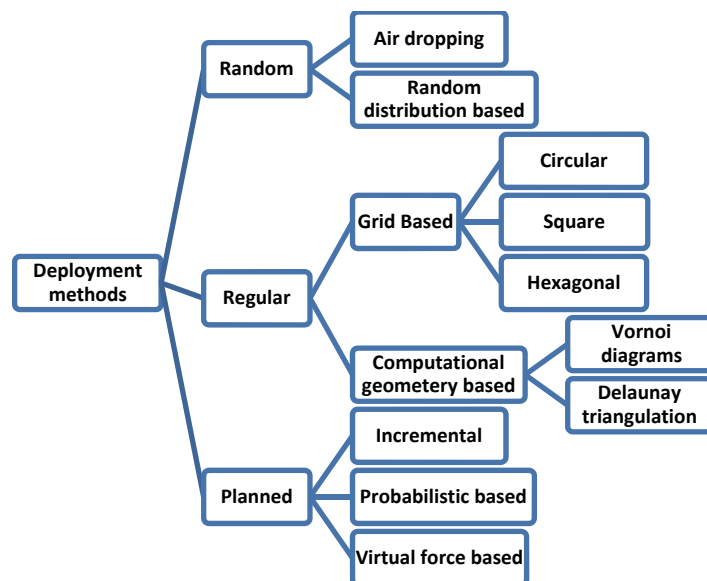 Deployment
methods
Random
Air dropping
Random
distribution based
Regular
Grid Based
Circular
Square
Hexagonal
Computational
geometery based
Vornoi
diagrams
Delaunay
triangulation
Planned
Incremental
Probabilistic based
Virtual force based